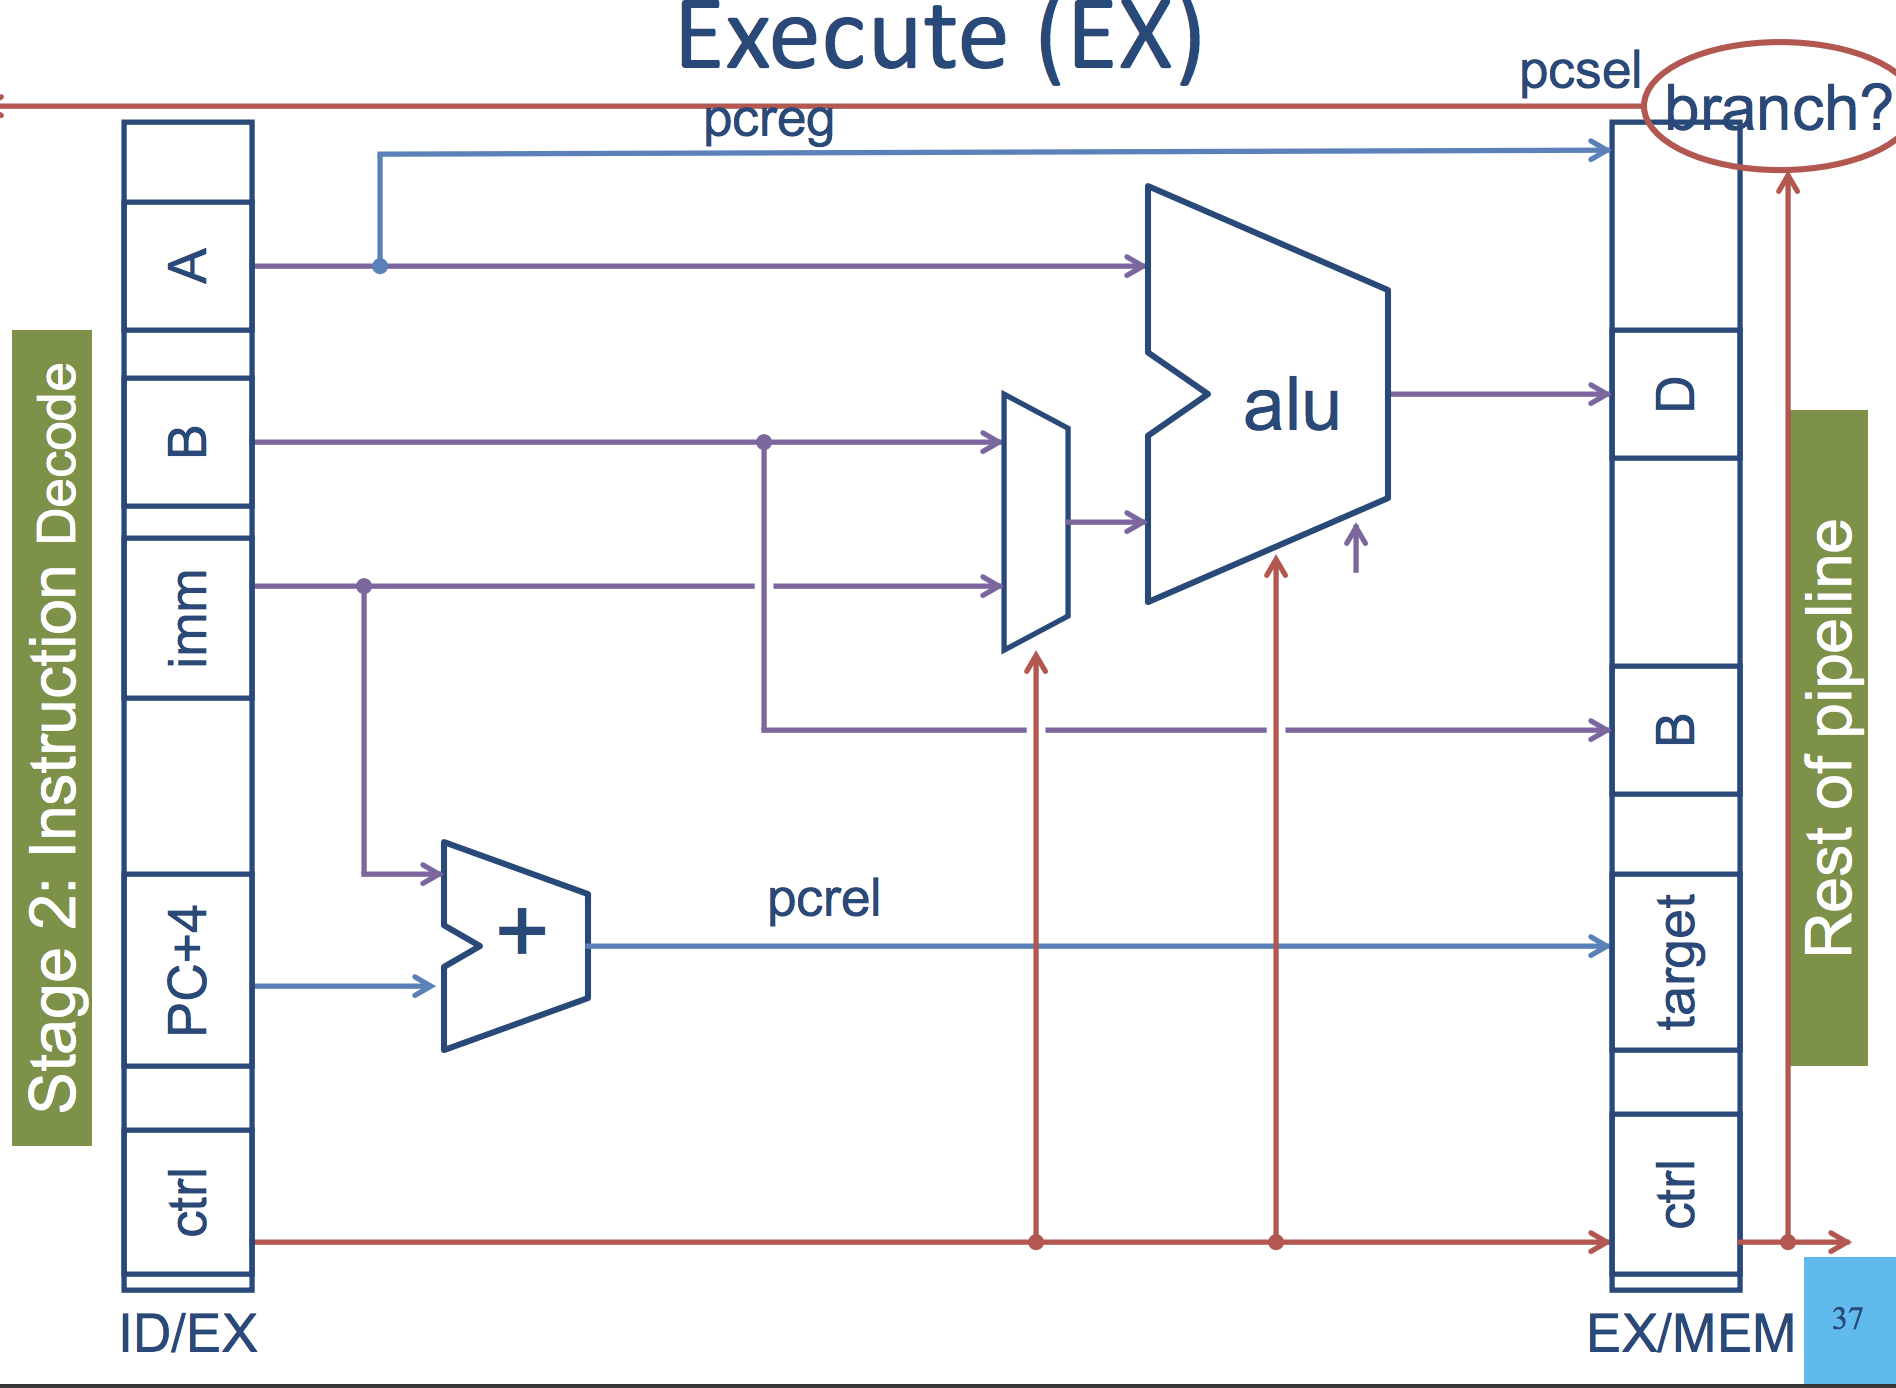 Execute (EX)
pcsel
branch?
pcreg
A
B
imm
PC+4
ctrl
Stage 2: Instruction Decode
alu
+
pcrel
D
B
target
ctrl
Rest of pipeline
ID/EX
EX/MEM
37